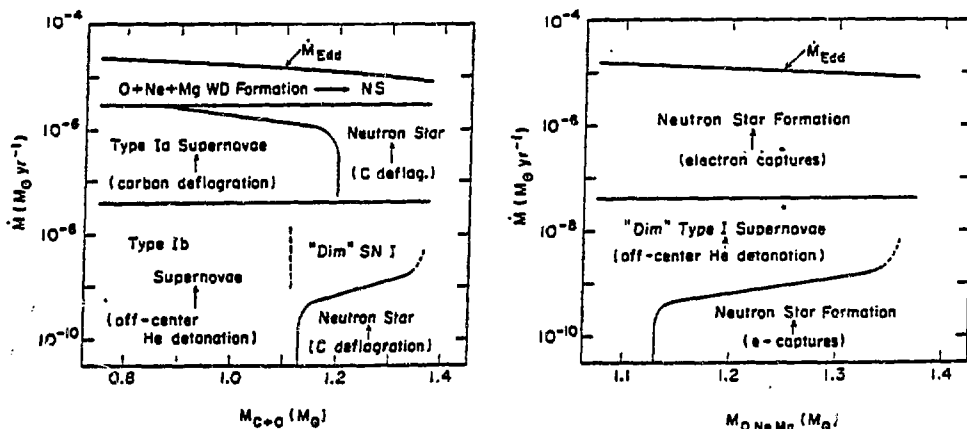 10⁻⁴
Ṁ_Edd
O+Ne+Mg WD Formation → NS
10⁻⁶
Type Ia Supernovae
(carbon deflagration)
Neutron Star
(C deflag.)
Ṁ (M⊙ yr⁻¹)
10⁻⁸
Type Ib
Supernovae
(off-center
He detonation)
"Dim" SN I
Neutron Star
(C deflagration)
10⁻¹⁰
0.8 1.0 1.2 1.4
M_C+O (M⊙)
10⁻⁴
Ṁ_Edd
10⁻⁶
Neutron Star Formation
(electron captures)
Ṁ (M⊙ yr⁻¹)
10⁻⁸
"Dim" Type I Supernovae
(off-center He detonation)
Neutron Star Formation
(e-captures)
10⁻¹⁰
1.1 1.2 1.3 1.4
M_O Ne Mg (M⊙)